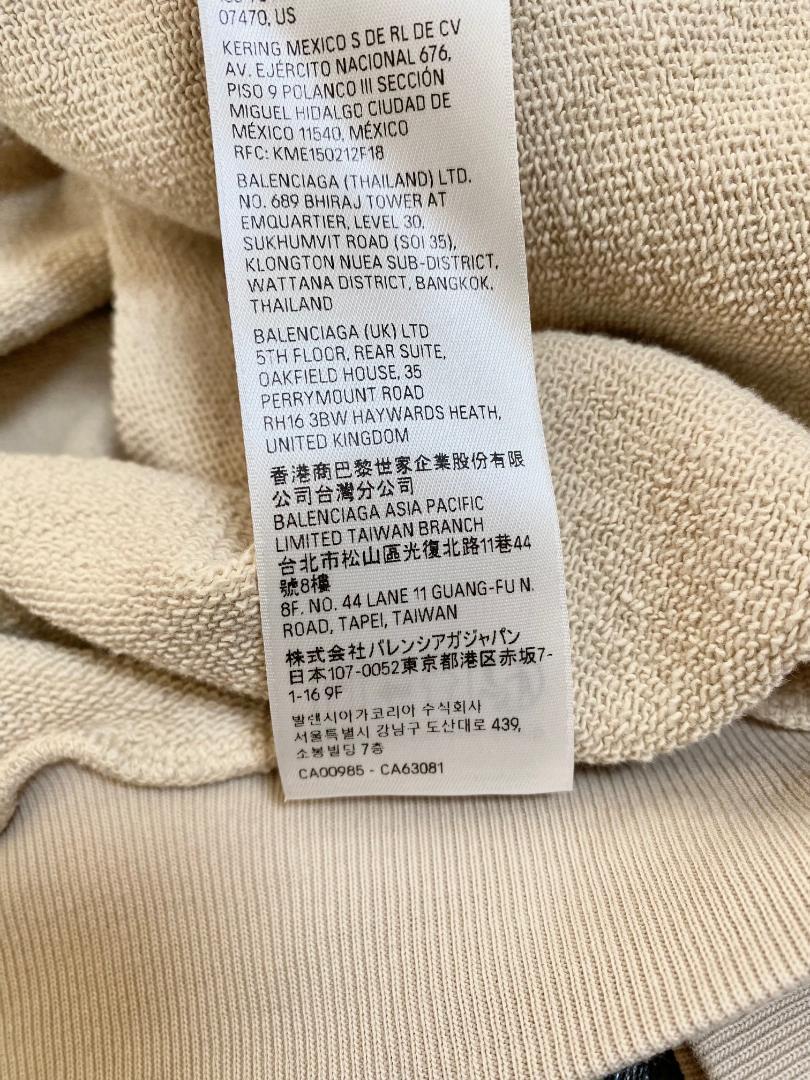 07470, US
KERING MEXICO S DE RL DE CV
AV. EJÉRCITO NACIONAL 676,
PISO 9 POLANCO III SECCIÓN
MIGUEL HIDALGO CIUDAD DE
MÉXICO 11540, MÉXICO
RFC: KME150212F18
BALENCIAGA (THAILAND) LTD.
NO. 689 BHIRAJ TOWER AT
EMQUARTIER, LEVEL 30,
SUKHUMVIT ROAD (SOI 35),
KLONGTON NUEA SUB-DISTRICT,
WATTANA DISTRICT, BANGKOK,
THAILAND
BALENCIAGA (UK) LTD
5TH FLOOR, REAR SUITE,
OAKFIELD HOUSE, 35
PERRYMOUNT ROAD
RH16 3BW HAYWARDS HEATH,
UNITED KINGDOM
香港商巴黎世家企業股份有限
公司台灣分公司
BALENCIAGA ASIA PACIFIC
LIMITED TAIWAN BRANCH
台北市松山區光復北路11巷44
號8樓
8F. NO. 44 LANE 11 GUANG-FU N.
ROAD, TAPEI, TAIWAN
株式会社バレンシアガジャパン
日本107-0052東京都港区赤坂7-
1-16 9F
발렌시아가코리아 수식회사
서울특별시 강남구 도산대로 439,
소봉빌딩 7층
CA00985 - CA63081